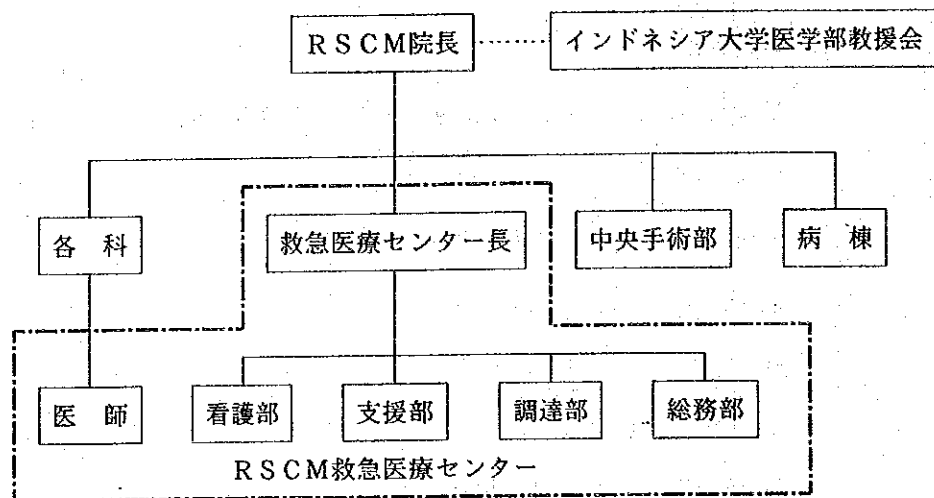 RSCM院長
インドネシア大学医学部救援会
各 科
救急医療センター長
中央手術部
病 棟
医 師
看護部
支援部
調達部
総務部
RSCM救急医療センター